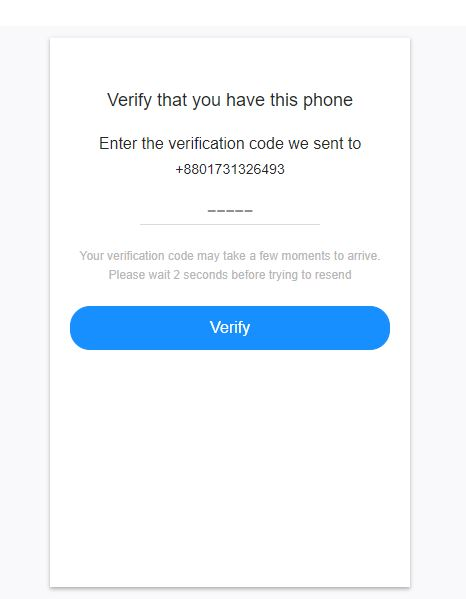 Verify that you have this phone
Enter the verification code we sent to
+8801731326493
_____
Your verification code may take a few moments to arrive.
Please wait 2 seconds before trying to resend
Verify